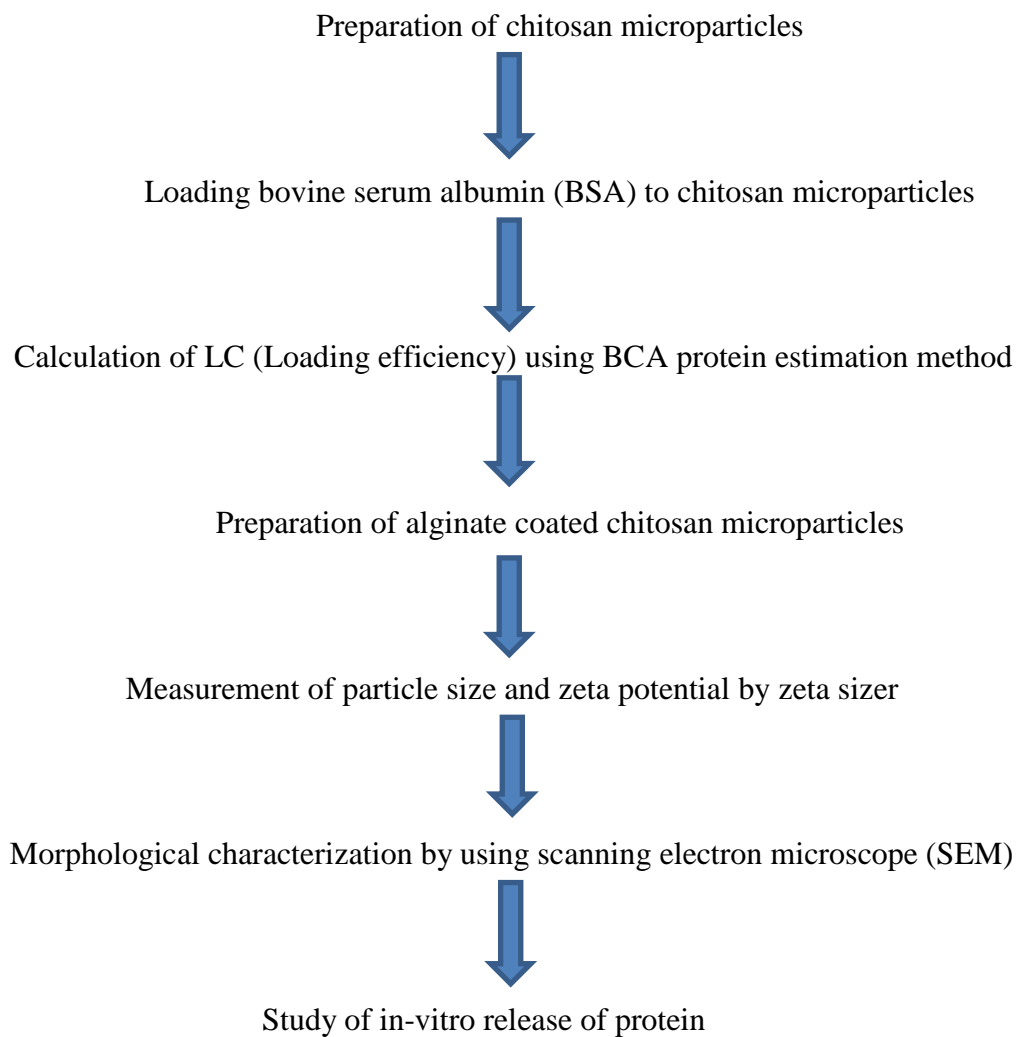 Preparation of chitosan microparticles
Loading bovine serum albumin (BSA) to chitosan microparticles
Calculation of LC (Loading efficiency) using BCA protein estimation method
Preparation of alginate coated chitosan microparticles
Measurement of particle size and zeta potential by zeta sizer
Morphological characterization by using scanning electron microscope (SEM)
Study of in-vitro release of protein